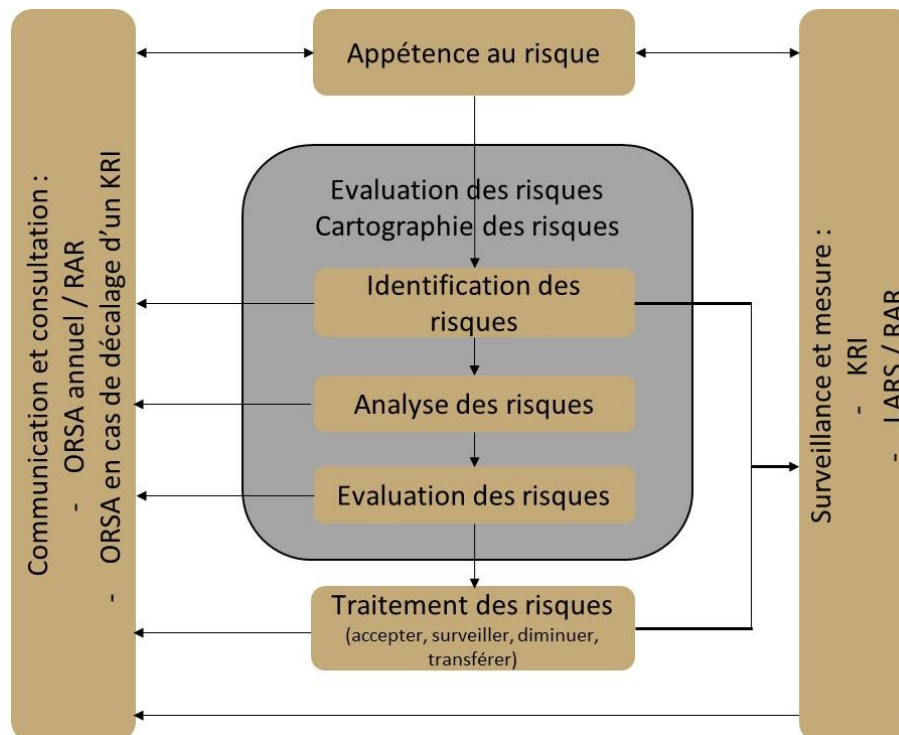 Appétence au risque
Communication et consultation :
- ORSA annuel / RAR
- ORSA en cas de décalage d'un KRI
Evaluation des risques
Cartographie des risques
Identification des
risques
Analyse des risques
Evaluation des risques
Traitement des risques
(accepter, surveiller, diminuer,
transférer)
Surveillance et mesure :
- KRI
- LARS / RAR